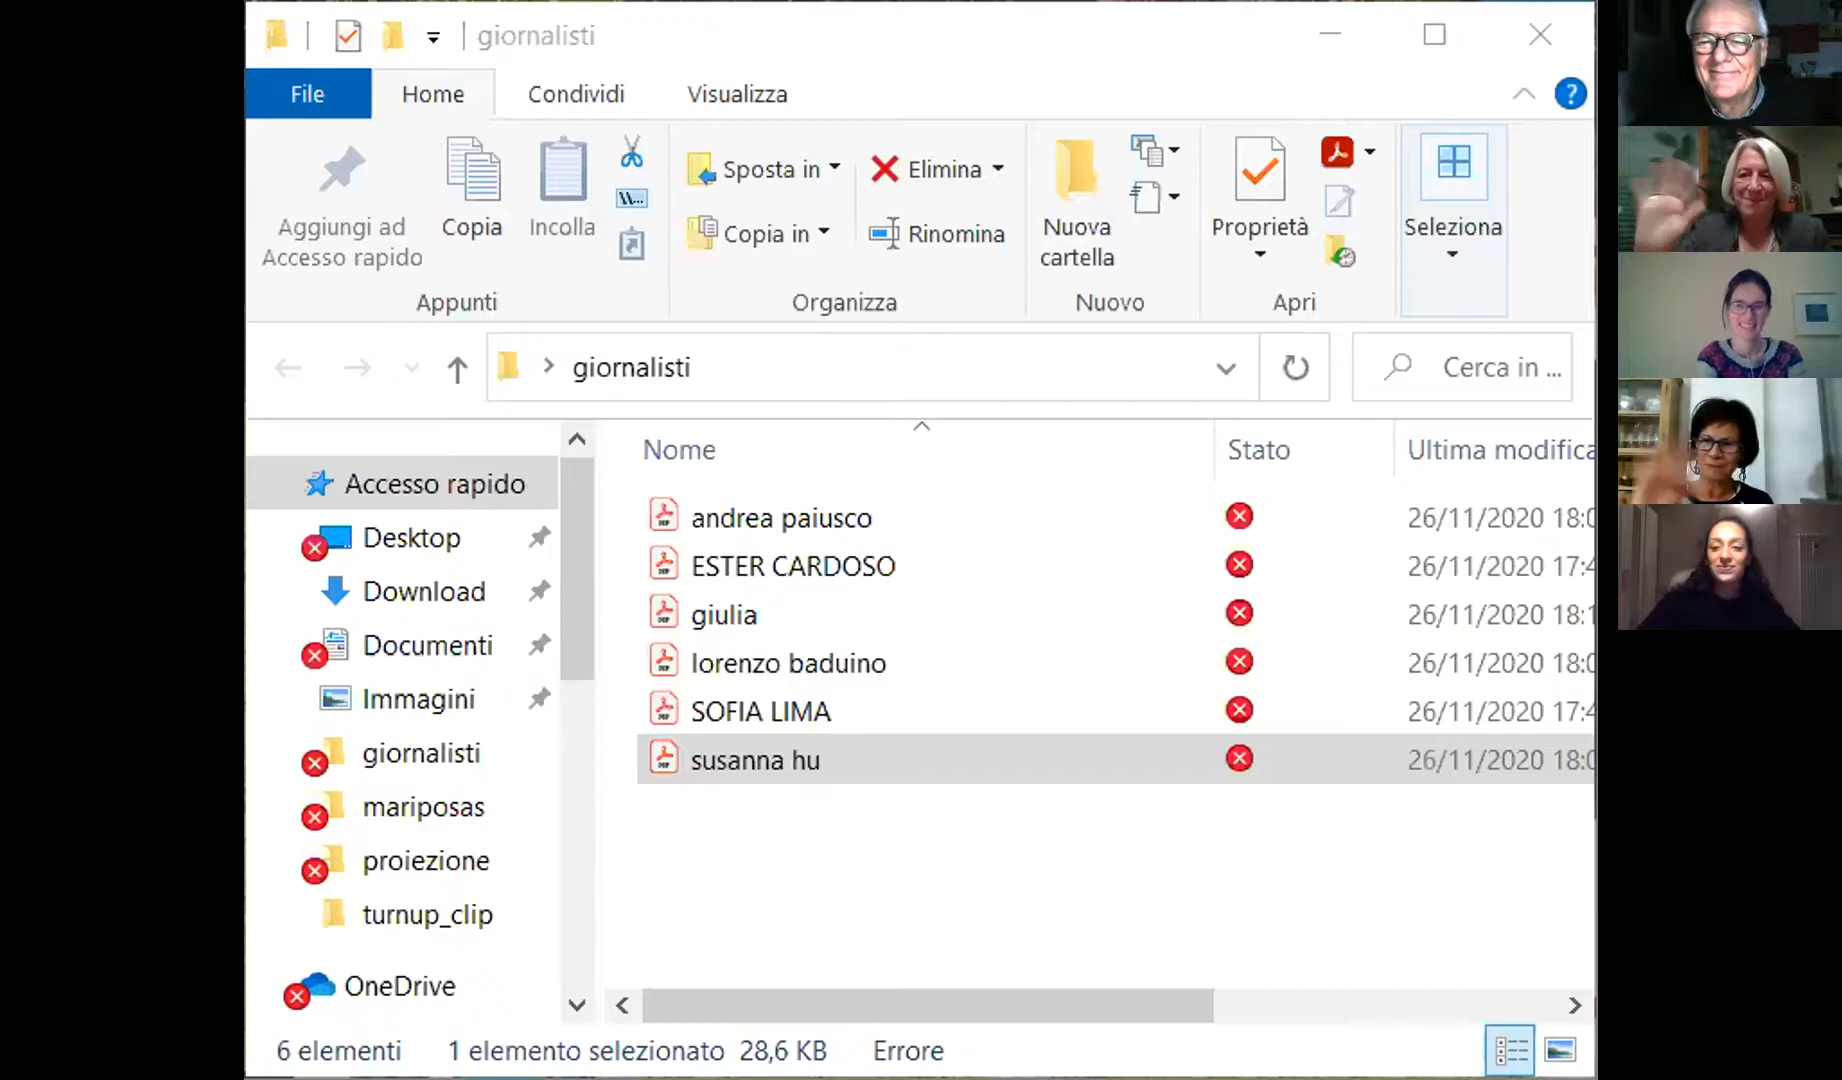 giornalisti
File Home Condividi Visualizza
Aggiungi ad
Accesso rapido
Copia
Incolla
Appunti
Sposta in
Copia in
Elimina
Rinomina
Organizza
Nuova
cartella
Nuovo
Proprietà
Apri
Seleziona
giornalisti
Cerca in ...
Nome Stato Ultima modifica
Accesso rapido
Desktop
Download
Documenti
Immagini
giornalisti
mariposas
proiezione
turnup_clip
OneDrive
andrea paiusco 26/11/2020 18:0
ESTER CARDOSO 26/11/2020 17:4
giulia 26/11/2020 18:1
lorenzo baduino 26/11/2020 18:0
SOFIA LIMA 26/11/2020 17:4
susanna hu 26/11/2020 18:0
6 elementi 1 elemento selezionato 28,6 KB Errore